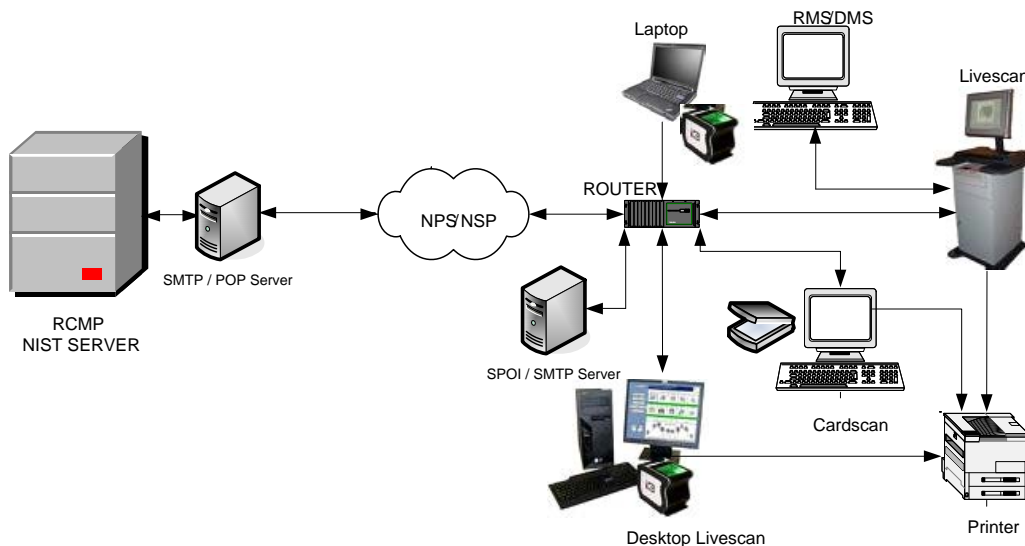 Laptop
RMS/DMS
Livescan
ROUTER
NPS/NSP
SMTP / POP Server
RCMP
NIST SERVER
SPOI / SMTP Server
Cardscan
Desktop Livescan
Printer